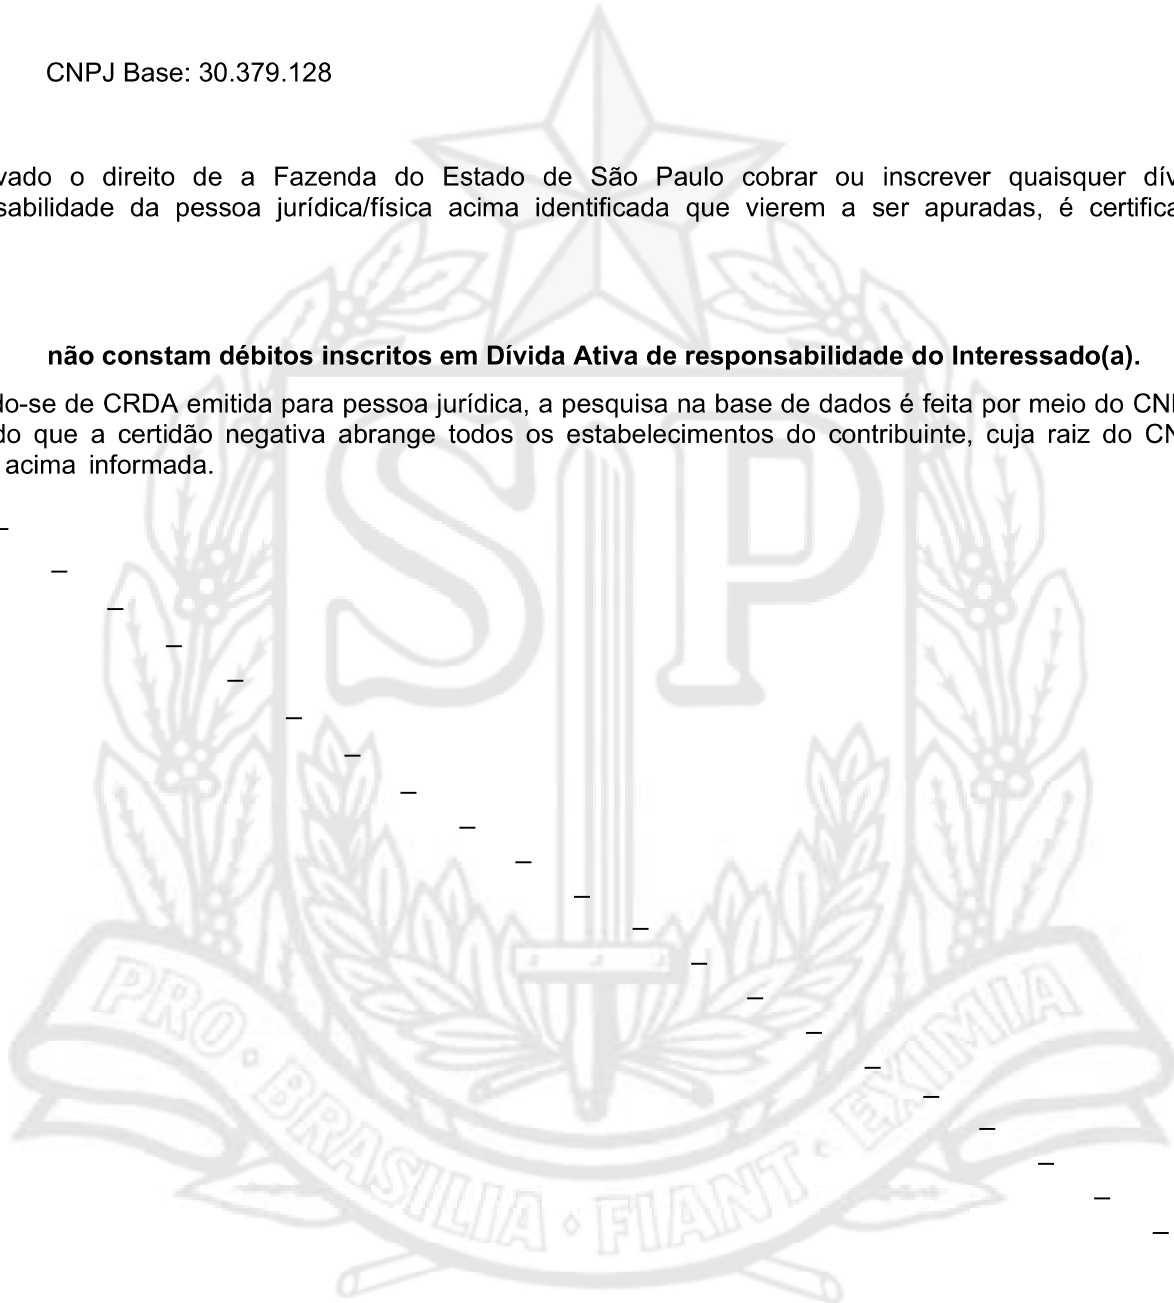 CNPJ Base: 30.379.128
vado o direito de a Fazenda do Estado de São Paulo cobrar ou inscrever quaisquer dív
sabilidade da pessoa jurídica/física acima identificada que vierem a ser apuradas, é certifica
não constam débitos inscritos em Dívida Ativa de responsabilidade do Interessado(a).
do-se de CRDA emitida para pessoa jurídica, a pesquisa na base de dados é feita por meio do CN
do que a certidão negativa abrange todos os estabelecimentos do contribuinte, cuja raiz do CN
acima informada.
SP
PRO · BRASILIA · FIANT · EXIMIA